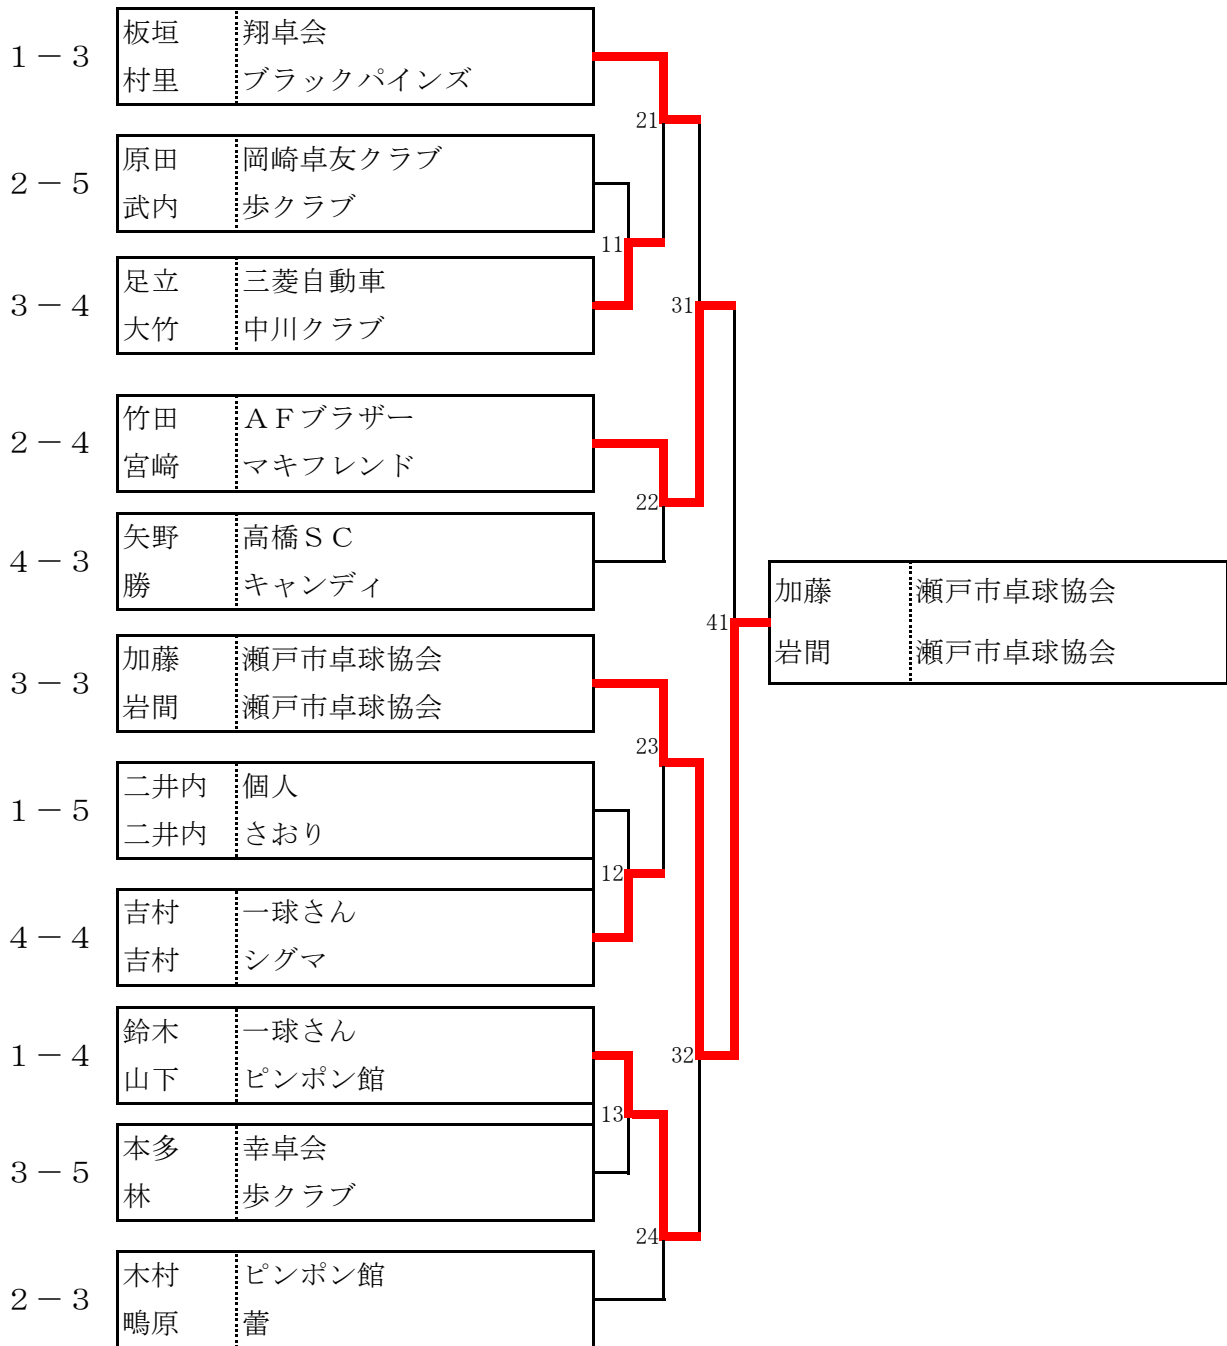 １－３
板垣 翔卓会
村里 ブラックパインズ
21
２－５
原田 岡崎卓友クラブ
武内 歩クラブ
11
３－４
足立 三菱自動車
大竹 中川クラブ
31
２－４
竹田 ＡＦブラザー
宮﨑 マキフレンド
22
４－３
矢野 高橋ＳＣ
勝 キャンディ
41
加藤 瀬戸市卓球協会
岩間 瀬戸市卓球協会
３－３
加藤 瀬戸市卓球協会
岩間 瀬戸市卓球協会
23
１－５
二井内 個人
二井内 さおり
12
４－４
吉村 一球さん
吉村 シグマ
１－４
鈴木 一球さん
山下 ピンポン館
32
13
３－５
本多 幸卓会
林 歩クラブ
24
２－３
木村 ピンポン館
鴫原 蕾